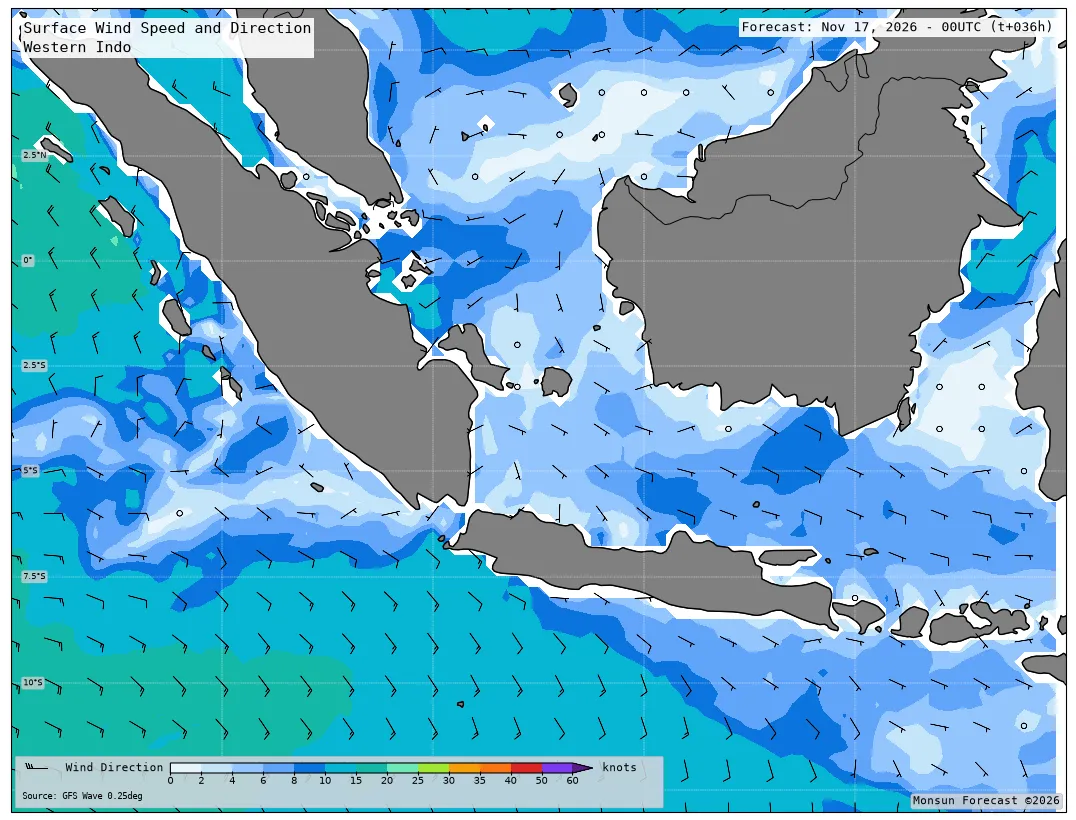 Surface Wind Speed and Direction
Western Indo
Forecast: Nov 17, 2026 - 00UTC (t+036h)
2.5°N
0°
2.5°S
5°S
7.5°S
10°S
Wind Direction
knots
0 2 4 6 8 10 15 20 25 30 35 40 50 60
Source: GFS Wave 0.25deg
Monsun Forecast ©2026